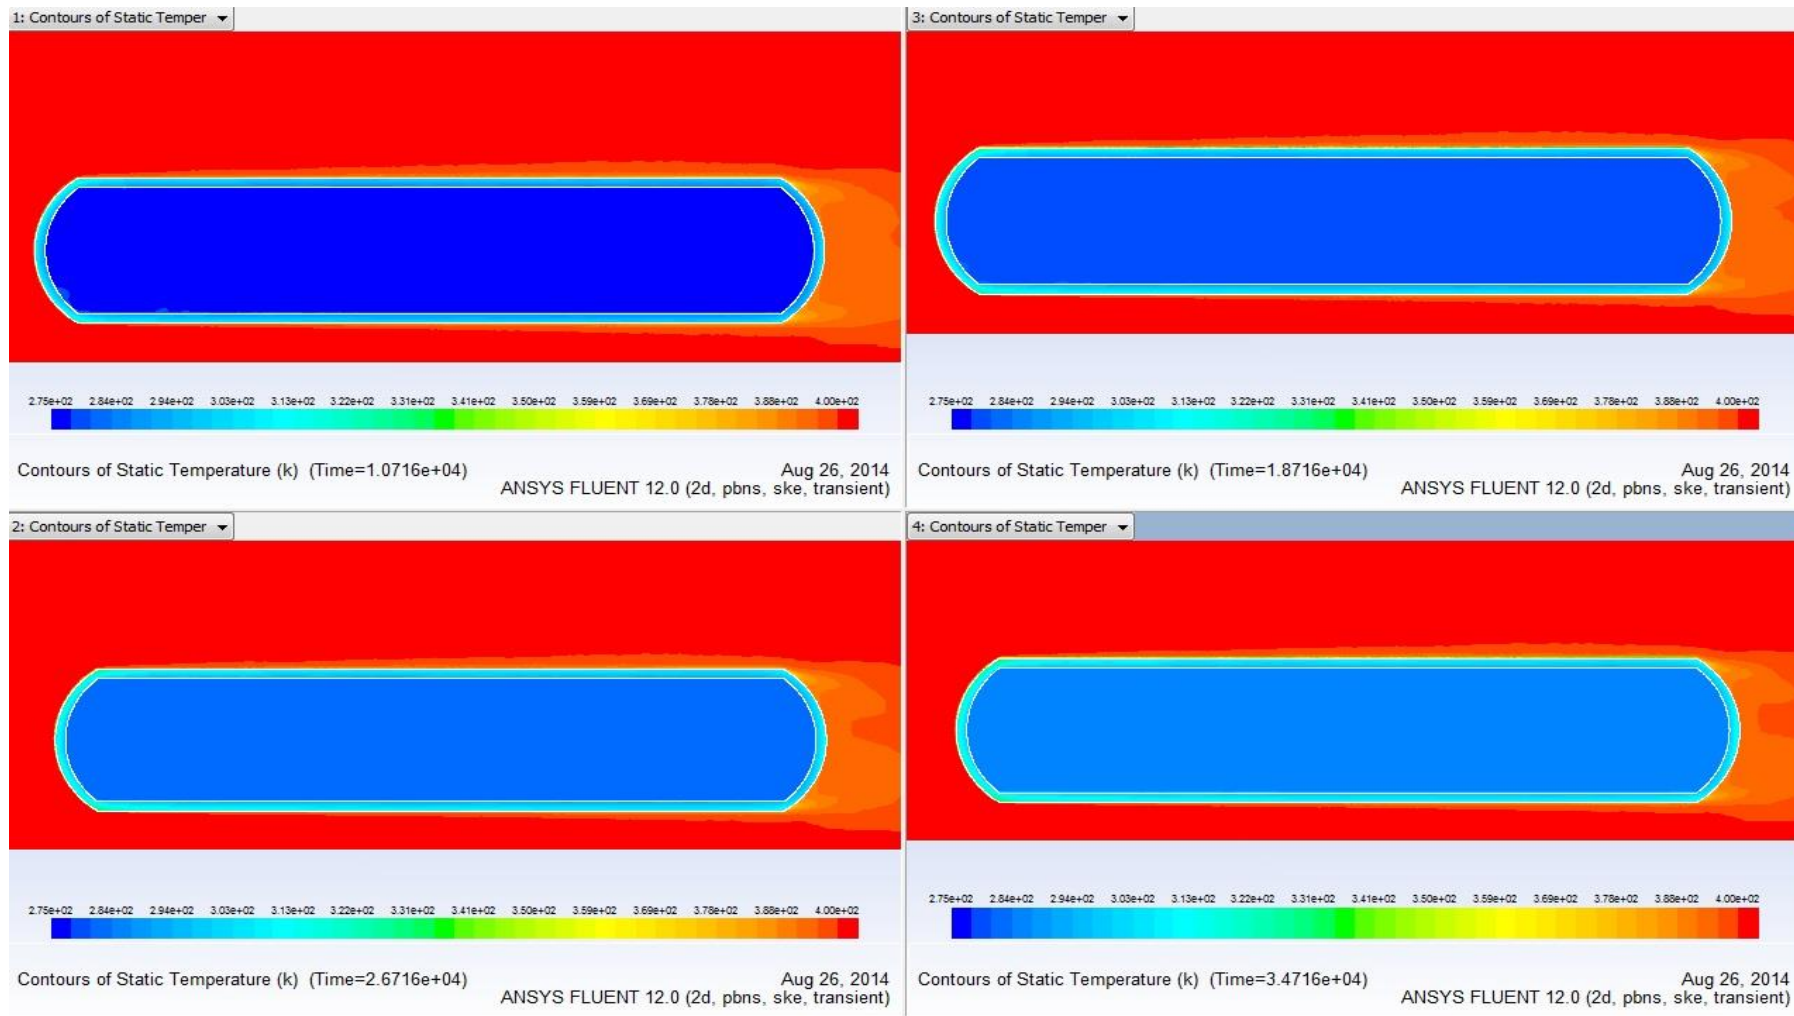 1: Contours of Static Temper
2.75e+02 2.84e+02 2.94e+02 3.03e+02 3.13e+02 3.22e+02 3.31e+02 3.41e+02 3.50e+02 3.59e+02 3.69e+02 3.78e+02 3.88e+02 4.00e+02
Contours of Static Temperature (k) (Time=1.0716e+04)
Aug 26, 2014
ANSYS FLUENT 12.0 (2d, pbns, ske, transient)
3: Contours of Static Temper
2.75e+02 2.84e+02 2.94e+02 3.03e+02 3.13e+02 3.22e+02 3.31e+02 3.41e+02 3.50e+02 3.59e+02 3.69e+02 3.78e+02 3.88e+02 4.00e+02
Contours of Static Temperature (k) (Time=1.8716e+04)
Aug 26, 2014
ANSYS FLUENT 12.0 (2d, pbns, ske, transient)
2: Contours of Static Temper
2.75e+02 2.84e+02 2.94e+02 3.03e+02 3.13e+02 3.22e+02 3.31e+02 3.41e+02 3.50e+02 3.59e+02 3.69e+02 3.78e+02 3.88e+02 4.00e+02
Contours of Static Temperature (k) (Time=2.6716e+04)
Aug 26, 2014
ANSYS FLUENT 12.0 (2d, pbns, ske, transient)
4: Contours of Static Temper
2.75e+02 2.84e+02 2.94e+02 3.03e+02 3.13e+02 3.22e+02 3.31e+02 3.41e+02 3.50e+02 3.59e+02 3.69e+02 3.78e+02 3.88e+02 4.00e+02
Contours of Static Temperature (k) (Time=3.4716e+04)
Aug 26, 2014
ANSYS FLUENT 12.0 (2d, pbns, ske, transient)